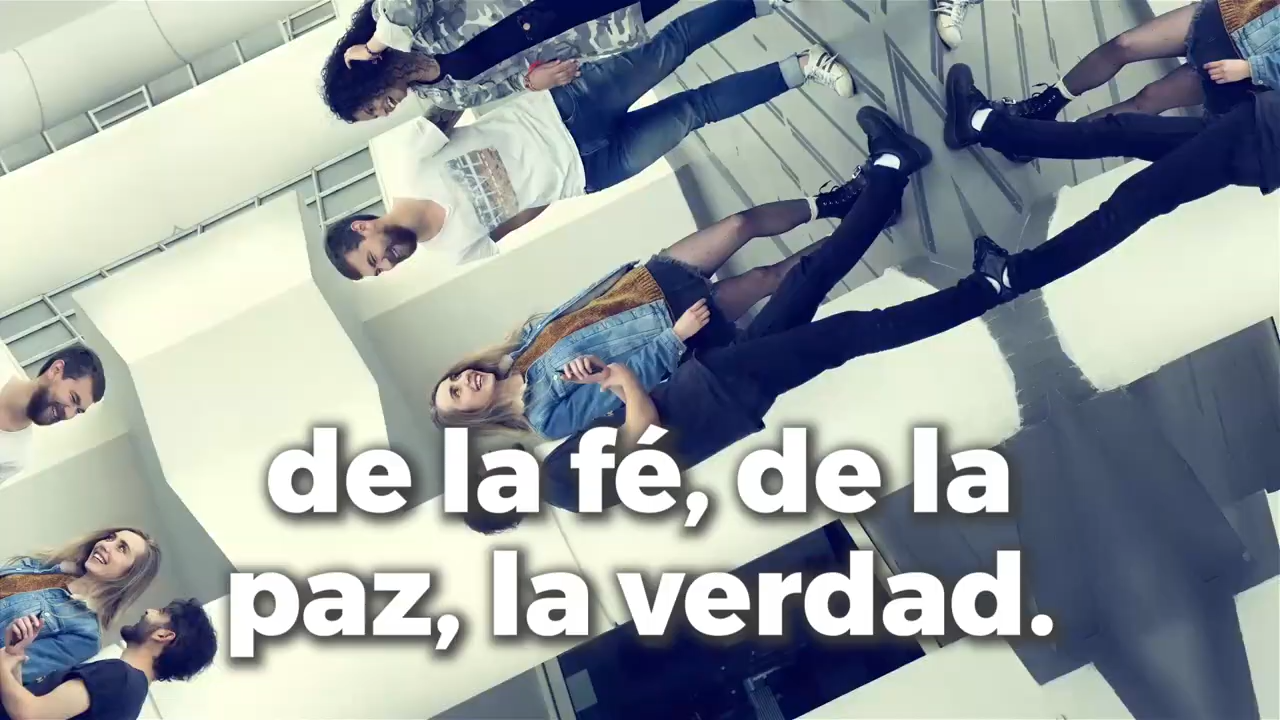 de la fé, de la
paz, la verdad.